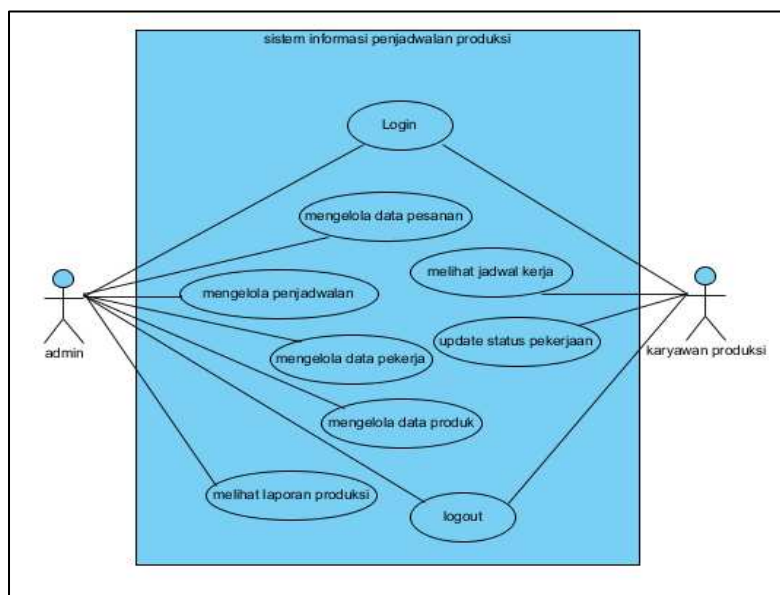 sistem informasi penjadwalan produksi
Login
mengelola data pesanan
melihat jadwal kerja
mengelola penjadwalan
update status pekerjaan
mengelola data pekerja
admin
karyawan produksi
mengelola data produk
melihat laporan produksi
logout